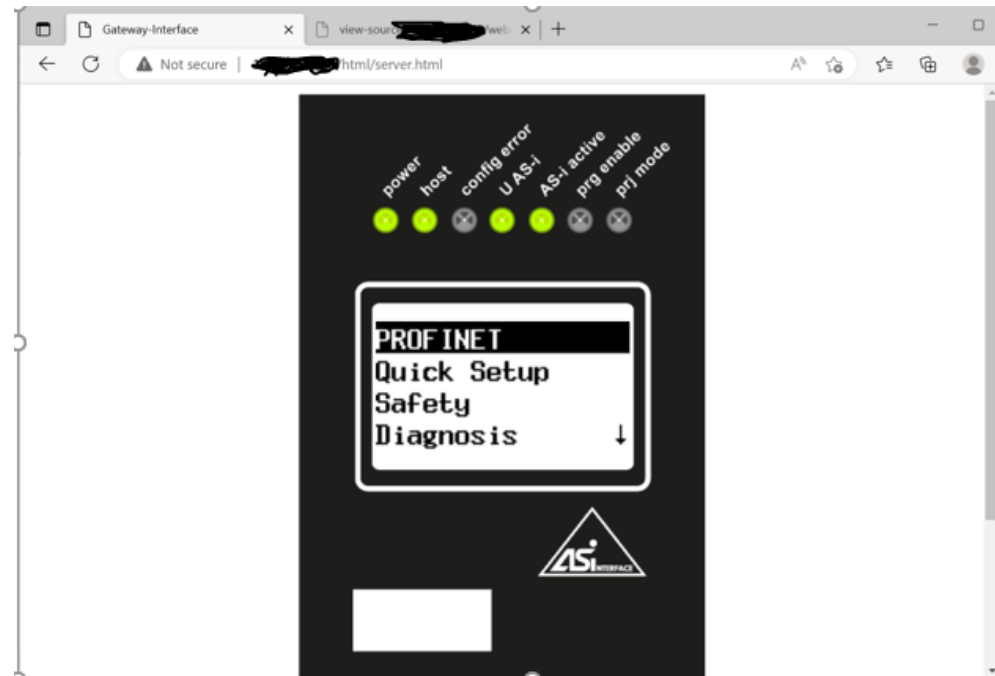 Gateway-Interface
view-sourc
/web
Not secure
/html/server.html
power
host
config error
U AS-i
AS-i active
prg enable
prj mode
PROFINET
Quick Setup
Safety
Diagnosis ↓
ASi INTERFACE